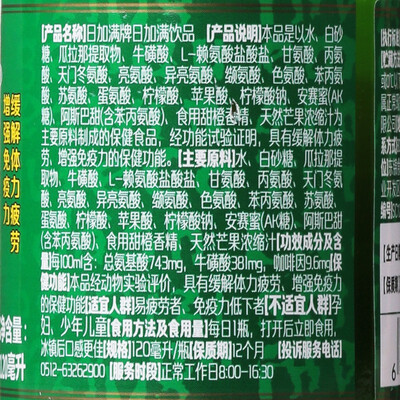 [产品名称]日加满牌日加满饮品 [产品说明]本品是以水、白砂
糖、瓜拉那提取物、牛磺酸、L-赖氨酸盐酸盐、甘氨酸、丙氨
酸、天门冬氨酸、亮氨酸、异亮氨酸、缬氨酸、色氨酸、苯丙氨
酸、苏氨酸、蛋氨酸、柠檬酸、苹果酸、柠檬酸钠、安赛蜜(AK
糖)、阿斯巴甜(含苯丙氨酸)、食用甜橙香精、天然芒果浓缩汁为
主要原料制成的保健食品，经功能试验证明，具有缓解体力疲
劳、增强免疫力的保健功能。[主要原料]水、白砂糖、瓜拉那
提取物、牛磺酸、L-赖氨酸盐酸盐、甘氨酸、丙氨酸、天门冬氨
酸、亮氨酸、异亮氨酸、缬氨酸、色氨酸、苯丙氨酸、苏氨酸、
蛋氨酸、柠檬酸、苹果酸、柠檬酸钠、安赛蜜(AK糖)、阿斯巴甜
(含苯丙氨酸)、食用甜橙香精、天然芒果浓缩汁[功效成分及含
量]每100ml含：总氨基酸743mg、牛磺酸381mg、咖啡因9.6mg[保
健功能]本品经动物实验评价，具有缓解体力疲劳、增强免疫力
的保健功能[适宜人群]易疲劳者、免疫力低下者[不适宜人群]孕
妇、少年儿童[食用方法及食用量]每日1瓶，打开后立即食用，
冰镇后口感更佳[规格]120毫升/瓶[保质期]12个月 [投诉服务电话]
0512-63262900 [服务时段]正常工作日8:00-16:30
缓解体力疲劳
增强免疫力
净含量：
120毫升
[生产日
[保质期]
6